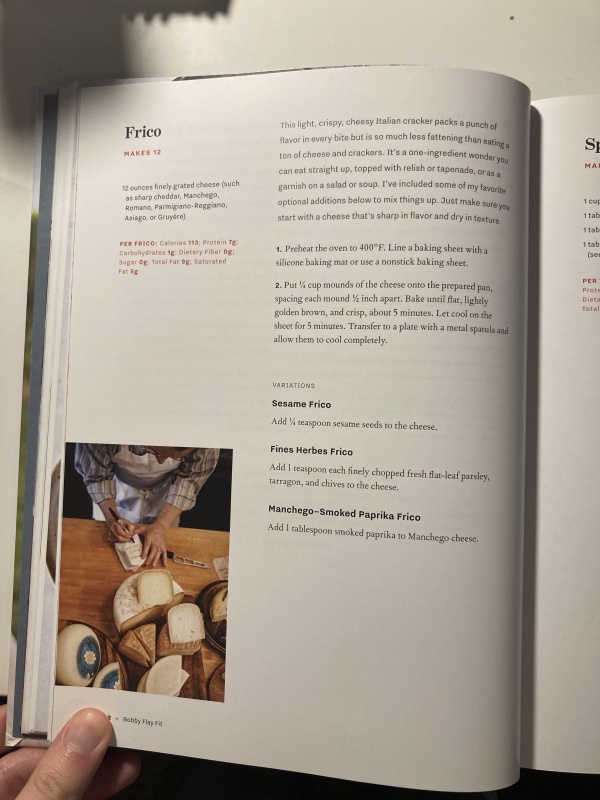 Frico
MAKES 12
12 ounces finely grated cheese (such
as sharp cheddar, Manchego,
Romano, Parmigiano-Reggiano,
Asiago, or Gruyère)
PER FRICO: Calories 113; Protein 7g;
Carbohydrates 1g; Dietary Fiber 0g;
Sugar 0g; Total Fat 9g; Saturated
Fat 5g
This light, crispy, cheesy Italian cracker packs a punch of
flavor in every bite but is so much less fattening than eating a
ton of cheese and crackers. It's a one-ingredient wonder you
can eat straight up, topped with relish or tapenade, or as a
garnish on a salad or soup. I've included some of my favorite
optional additions below to mix things up. Just make sure you
start with a cheese that's sharp in flavor and dry in texture.
1. Preheat the oven to 400°F. Line a baking sheet with a
silicone baking mat or use a nonstick baking sheet.
2. Put ¼ cup mounds of the cheese onto the prepared pan,
spacing each mound ½ inch apart. Bake until flat, lightly
golden brown, and crisp, about 5 minutes. Let cool on the
sheet for 5 minutes. Transfer to a plate with a metal spatula and
allow them to cool completely.
VARIATIONS
Sesame Frico
Add ¼ teaspoon sesame seeds to the cheese.
Fines Herbes Frico
Add 1 teaspoon each finely chopped fresh flat-leaf parsley,
tarragon, and chives to the cheese.
Manchego–Smoked Paprika Frico
Add 1 tablespoon smoked paprika to Manchego cheese.
• Bobby Flay Fit
Sp
MA
1 cup
1 tab
1 tab
1 tab
(se
PER
Prote
Dieta
Total